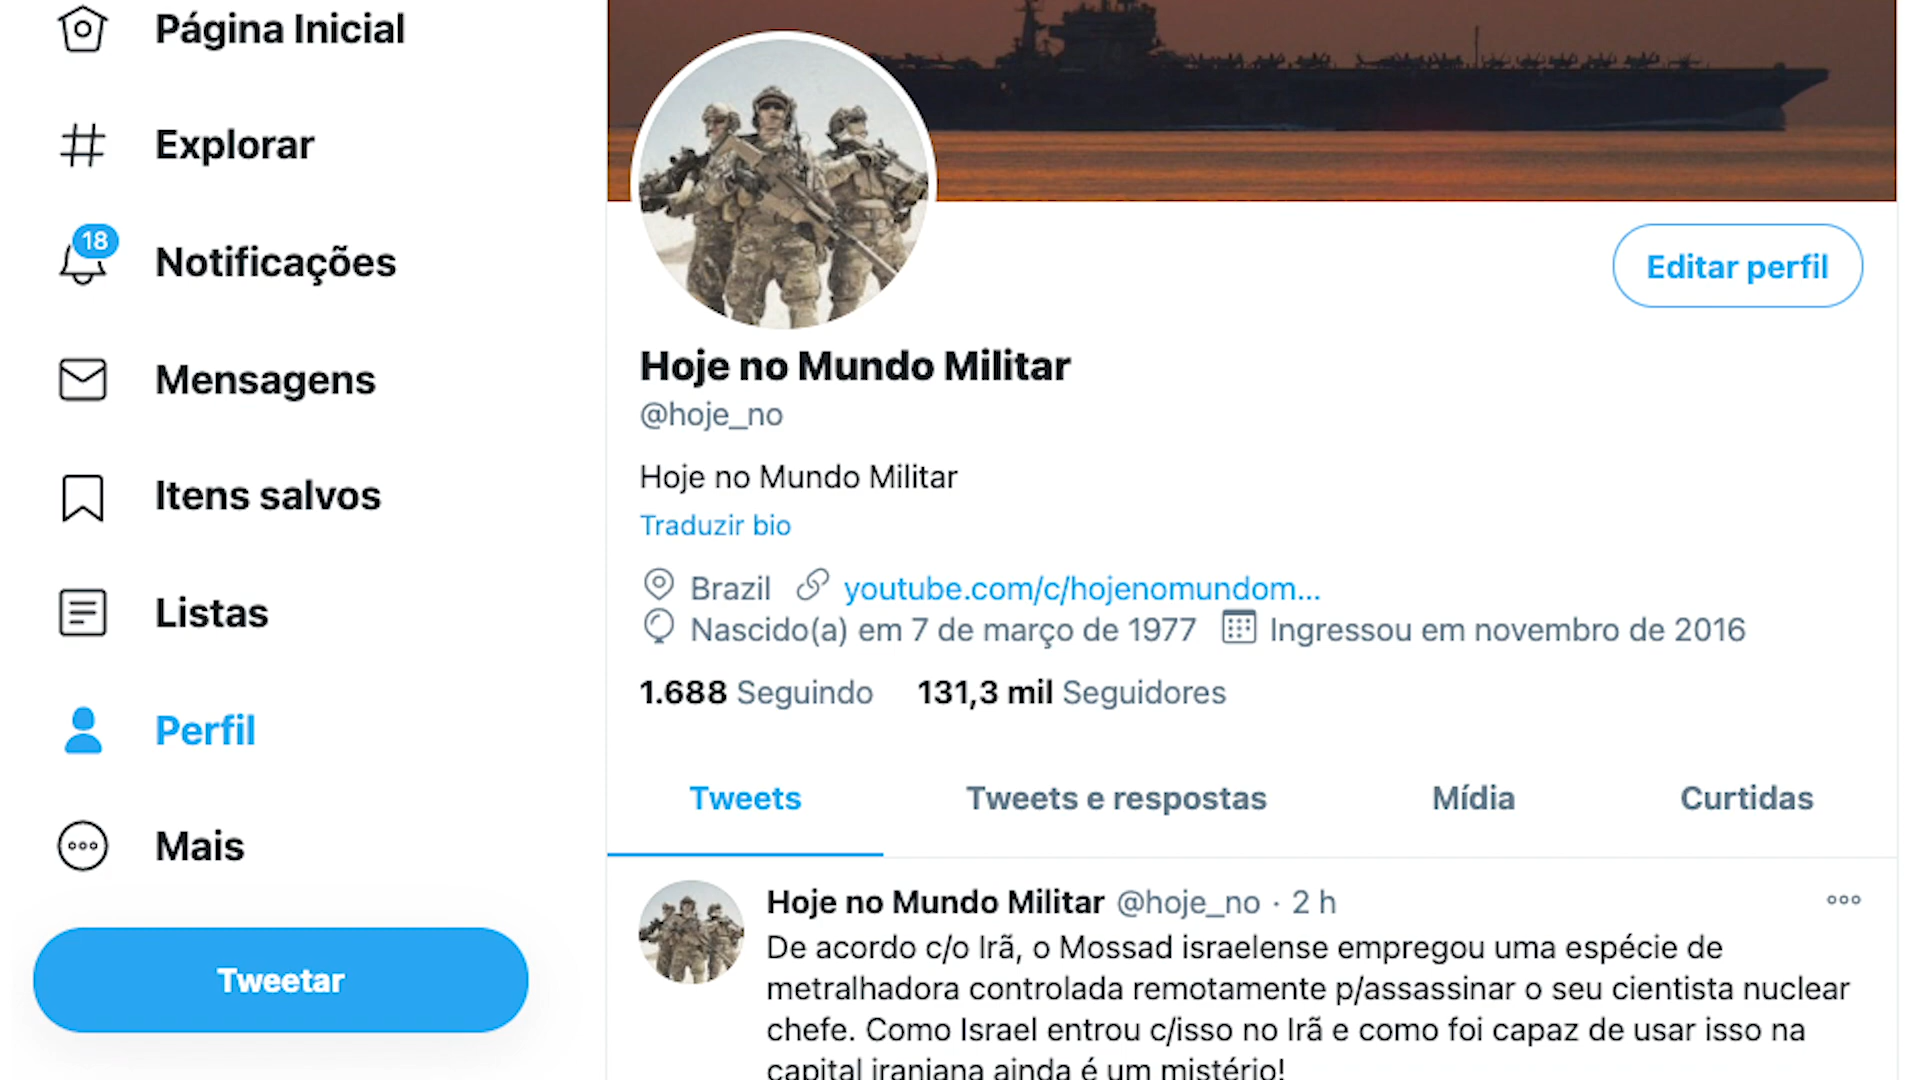 Página Inicial
Explorar
18
Notificações
Mensagens
Itens salvos
Listas
Perfil
Mais
Tweetar
Editar perfil
Hoje no Mundo Militar
@hoje_no
Hoje no Mundo Militar
Traduzir bio
Brazil youtube.com/c/hojenomundom...
Nascido(a) em 7 de março de 1977 Ingressou em novembro de 2016
1.688 Seguindo 131,3 mil Seguidores
Tweets Tweets e respostas Mídia Curtidas
Hoje no Mundo Militar @hoje_no · 2 h
De acordo c/o Irã, o Mossad israelense empregou uma espécie de
metralhadora controlada remotamente p/assassinar o seu cientista nuclear
chefe. Como Israel entrou c/isso no Irã e como foi capaz de usar isso na
capital iraniana ainda é um mistério!